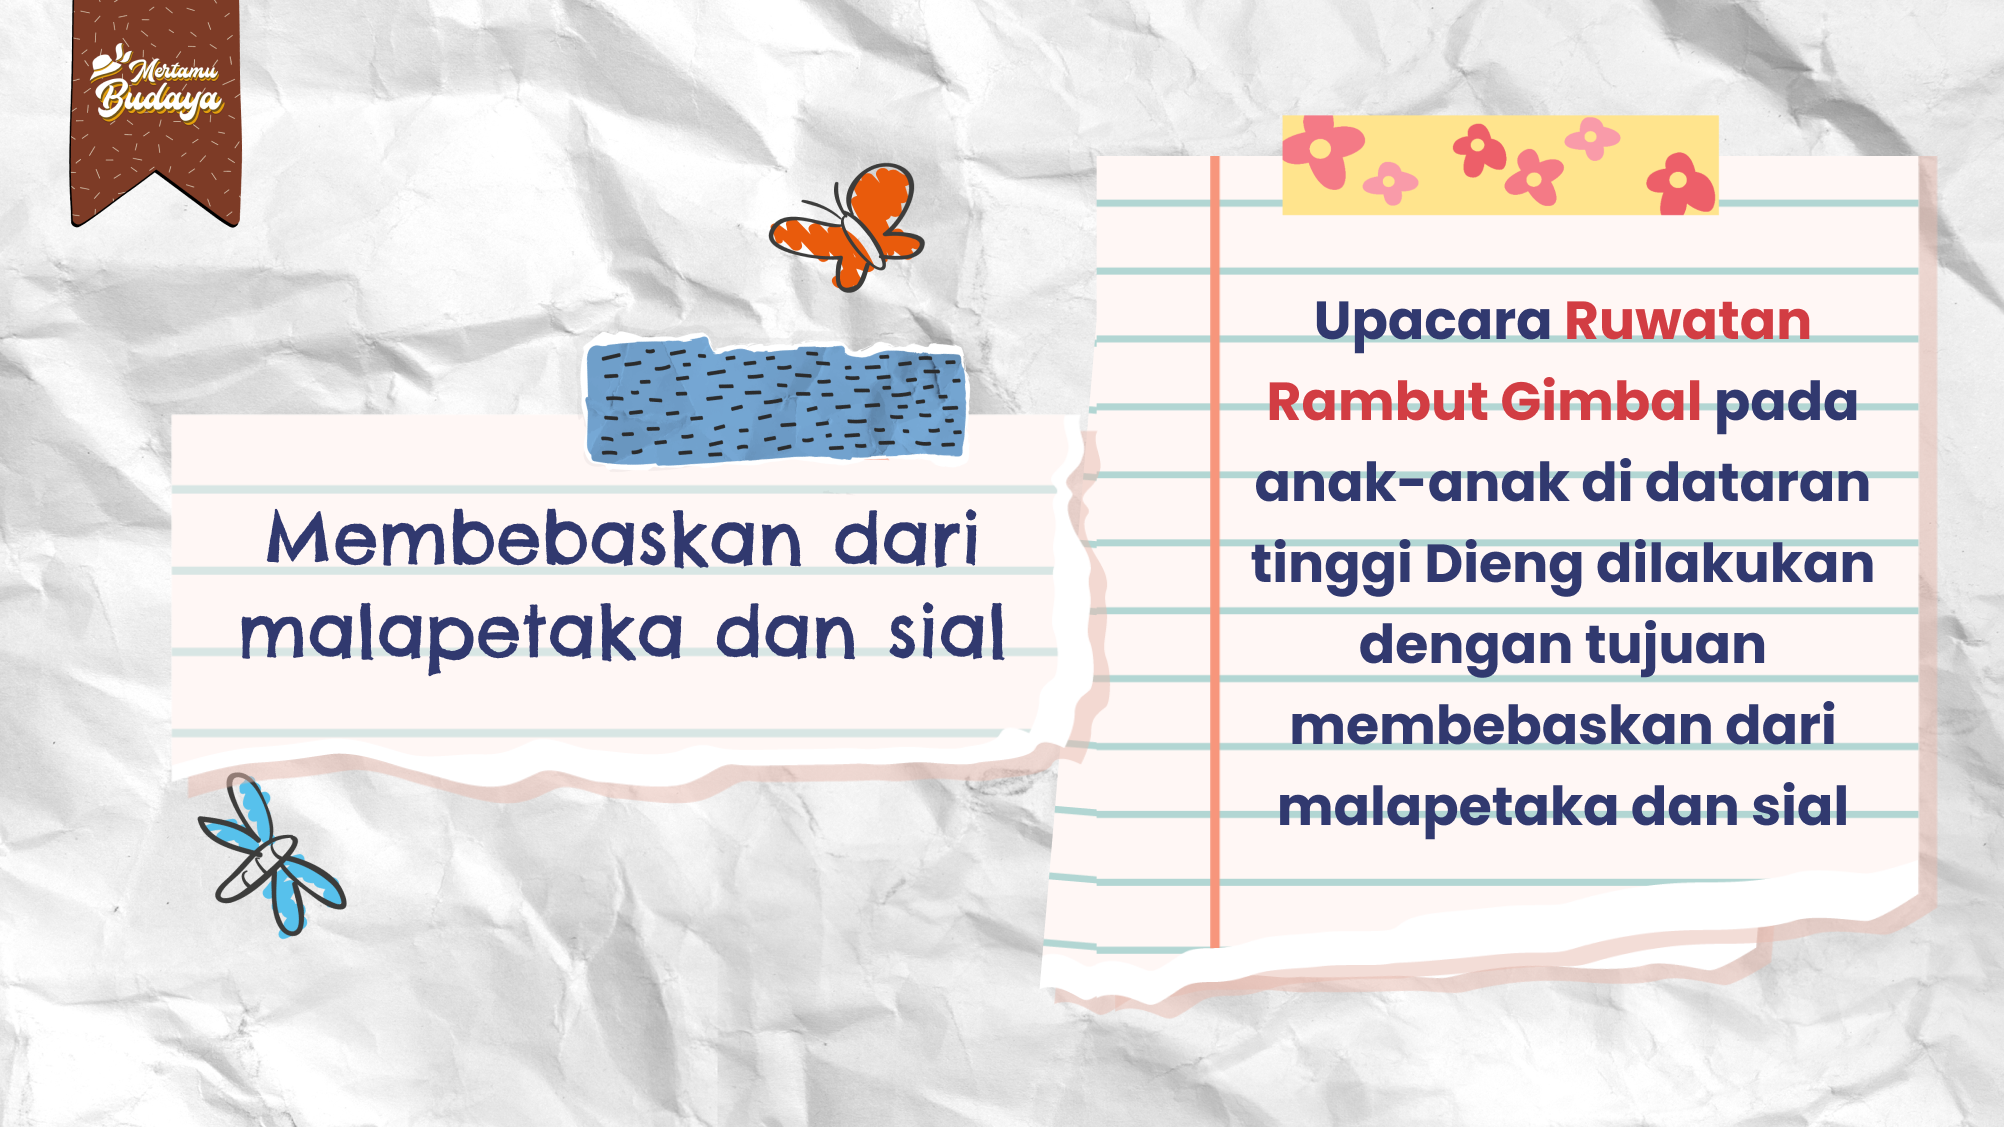 Mertamu
Budaya
Membebaskan dari
malapetaka dan sial
Upacara Ruwatan
Rambut Gimbal pada
anak-anak di dataran
tinggi Dieng dilakukan
dengan tujuan
membebaskan dari
malapetaka dan sial